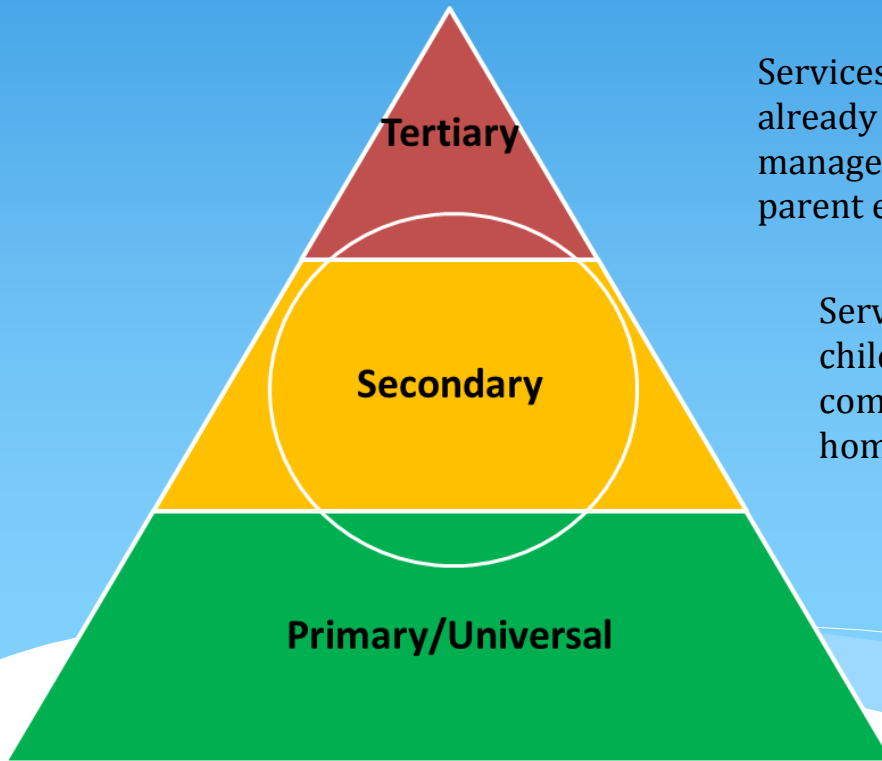 Tertiary
Services
already
manage
parent e
Secondary
Serv
chil
com
hom
Primary/Universal